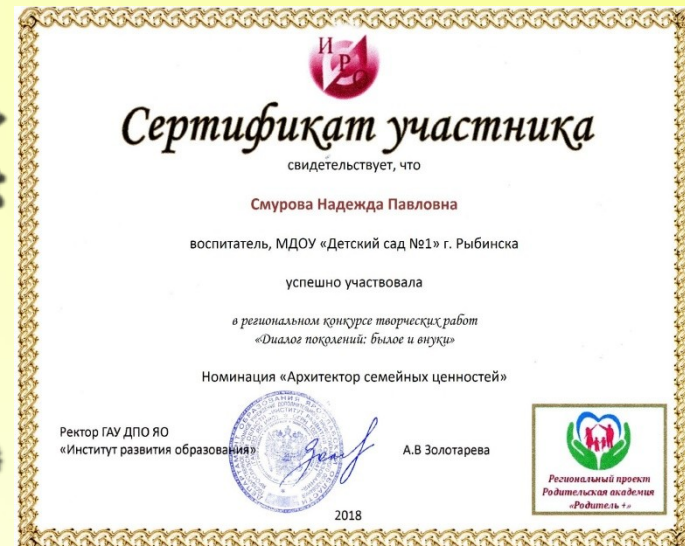 ИРО
Сертификат участника
свидетельствует, что
Смурова Надежда Павловна
воспитатель, МДОУ «Детский сад №1» г. Рыбинска
успешно участвовала
в региональном конкурсе творческих работ
«Диалог поколений: былое и внуки»
Номинация «Архитектор семейных ценностей»
Ректор ГАУ ДПО ЯО
«Институт развития образования»
А.В Золотарева
2018
Региональный проект
Родительская академия
«Родитель +»